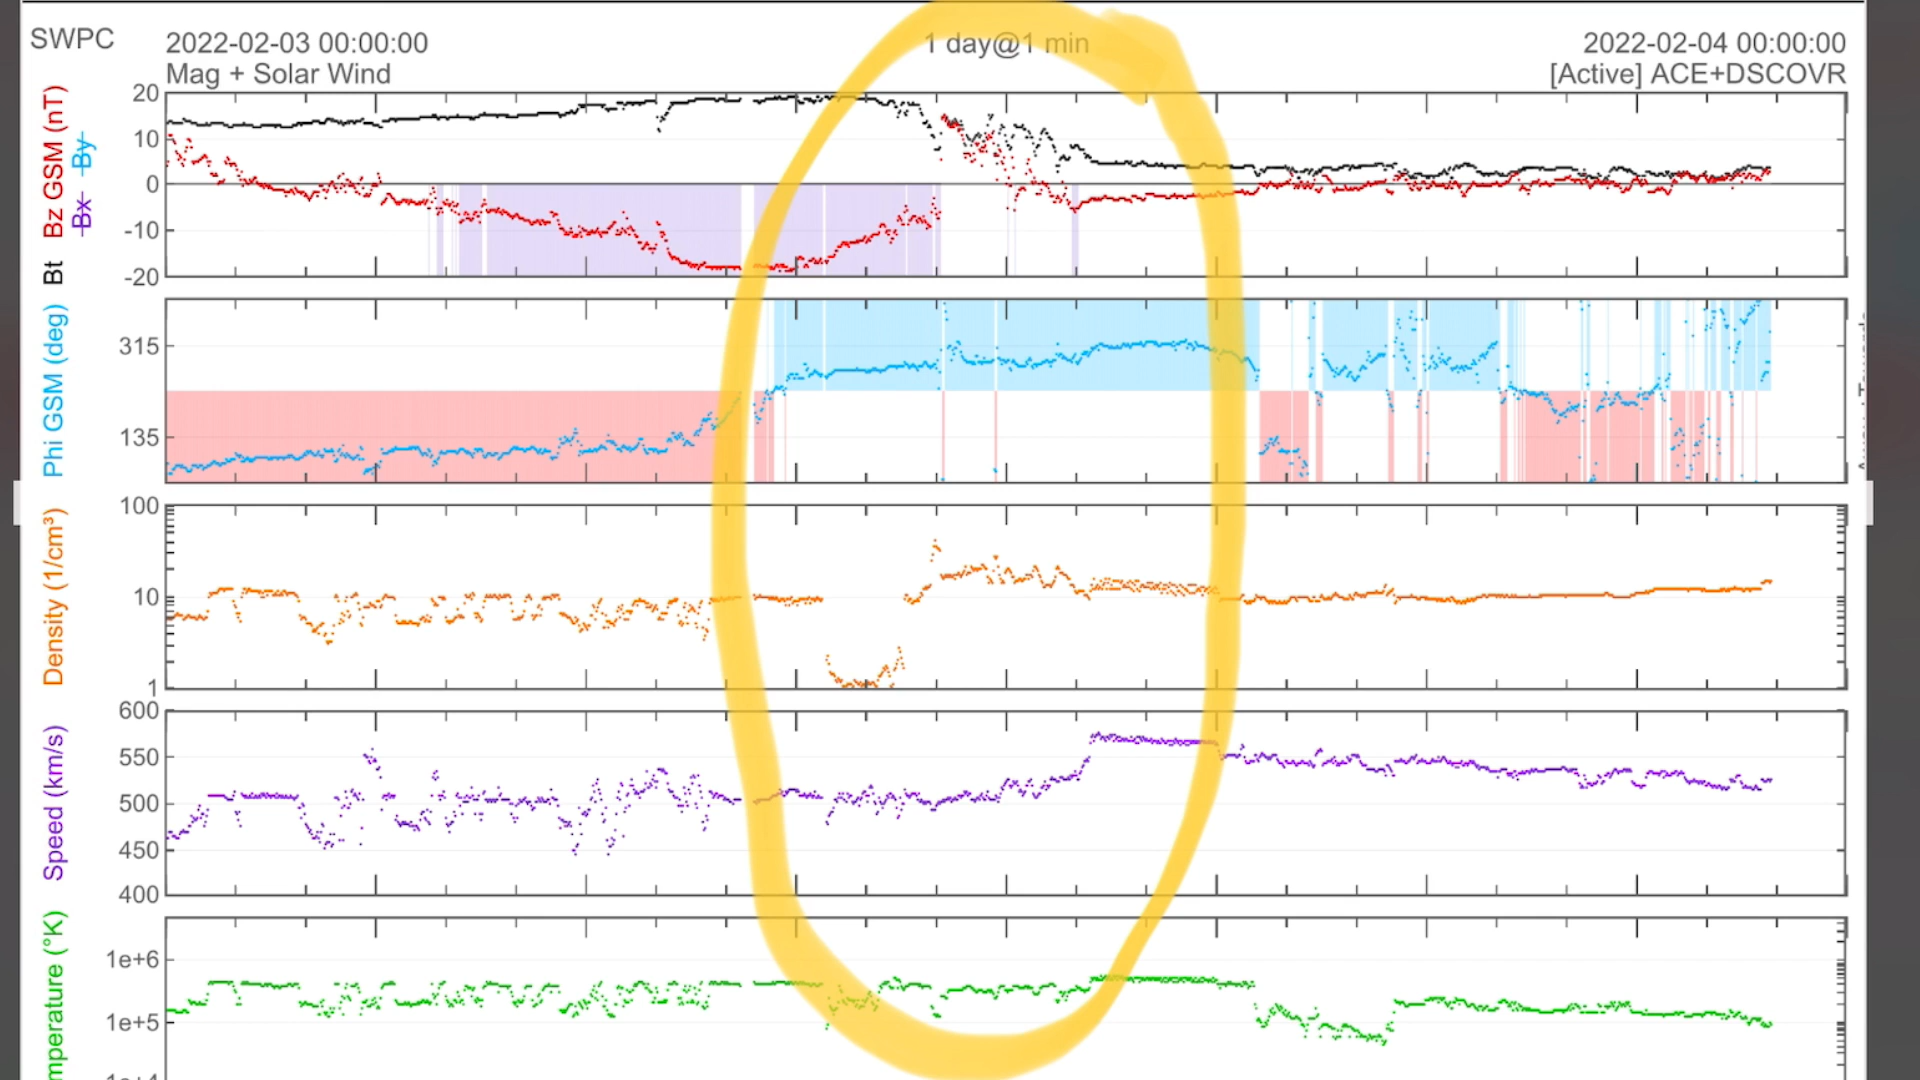 SWPC
2022-02-03 00:00:00
1 day@1 min
2022-02-04 00:00:00
Mag + Solar Wind
[Active] ACE+DSCOVR
Bt Bz GSM (nT)
Bx By
20
10
0
-10
-20
Phi GSM (deg)
315
135
Density (1/cm³)
100
10
1
Speed (km/s)
600
550
500
450
400
mperature (°K)
1e+6
1e+5
1e+4